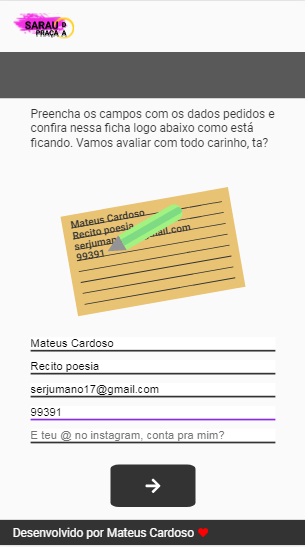 SARAU D
PRAÇA A
Preencha os campos com os dados pedidos e
confira nessa ficha logo abaixo como está
ficando. Vamos avaliar com todo carinho, ta?
Mateus Cardoso
Recito poesia
serjuman mail.com
99391
Mateus Cardoso
Recito poesia
serjumano17@gmail.com
99391
E teu @ no instagram, conta pra mim?
Desenvolvido por Mateus Cardoso